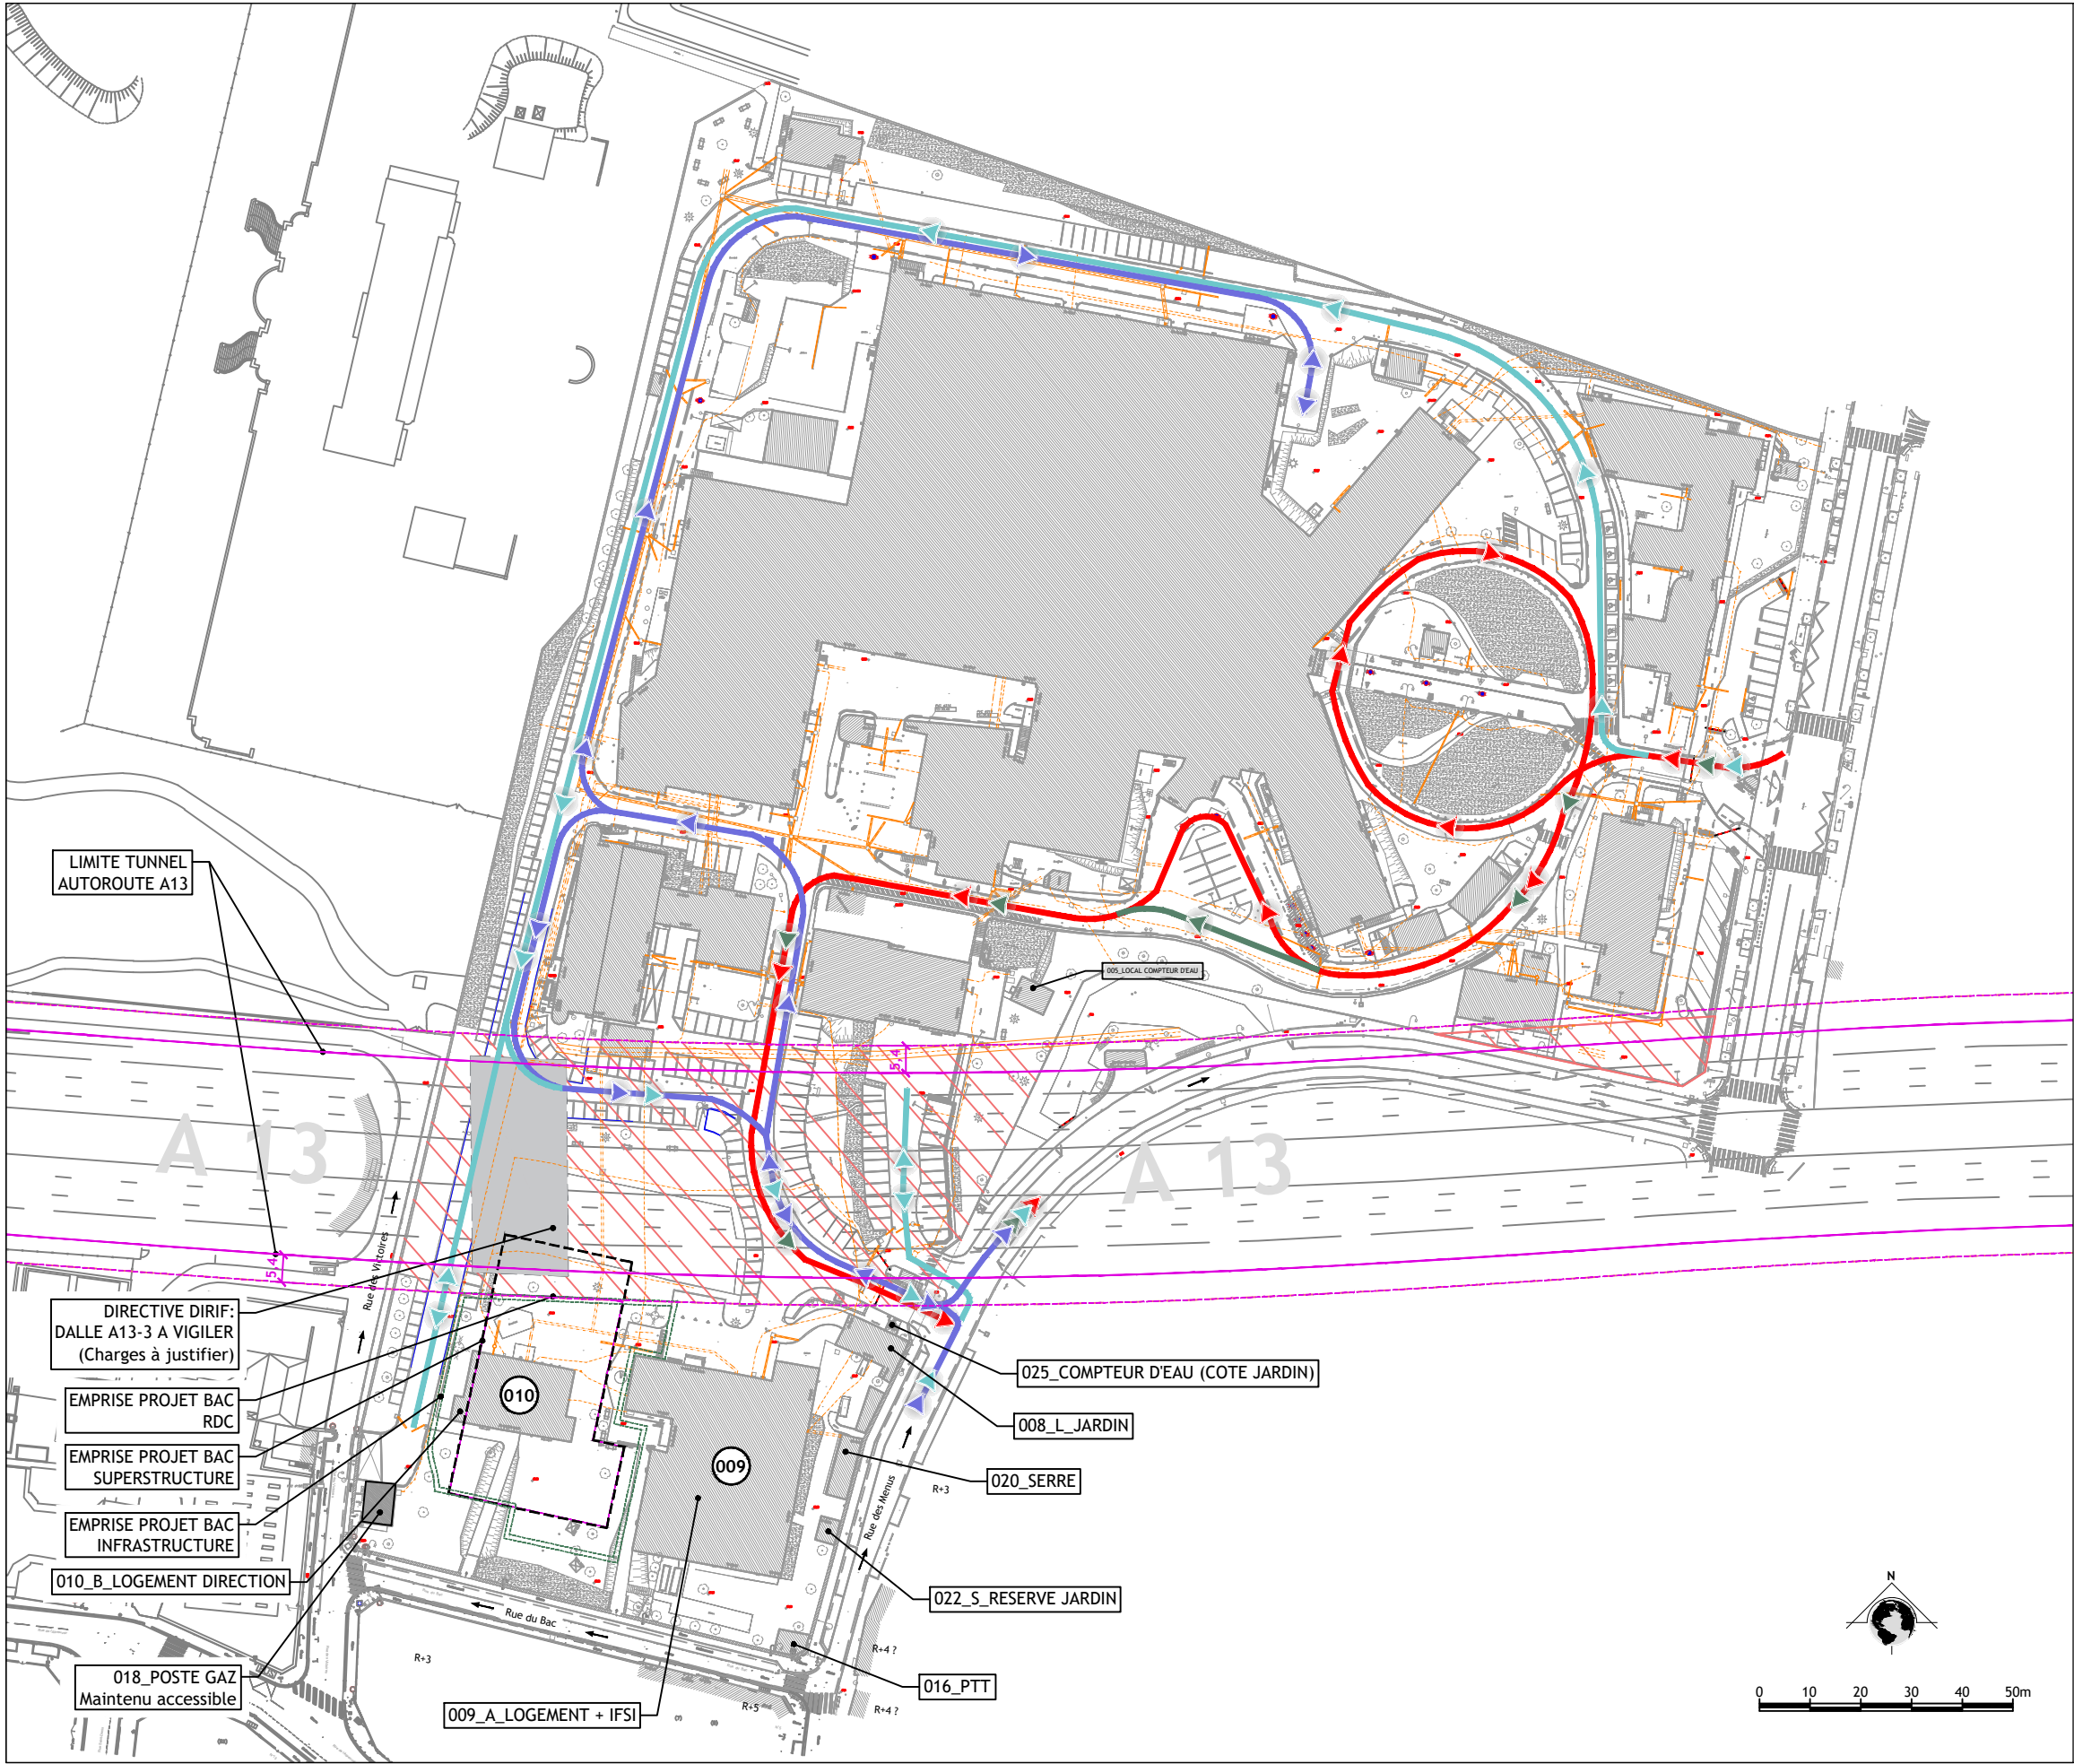 LIMITE TUNNEL
AUTOROUTE A13
005_LOCAL COMPTEUR D'EAU
5,4
A 13
A 13
5,4
Rue des Victoires
DIRECTIVE DIRIF:
DALLE A13-3 A VIGILER
(Charges à justifier)
EMPRISE PROJET BAC
RDC
EMPRISE PROJET BAC
SUPERSTRUCTURE
EMPRISE PROJET BAC
INFRASTRUCTURE
010_B_LOGEMENT DIRECTION
018_POSTE GAZ
Maintenu accessible
010
009
025_COMPTEUR D'EAU (COTE JARDIN)
008_L_JARDIN
020_SERRE
R+3
Rue des Menus
022_S_RESERVE JARDIN
Rue du Bac
R+3
R+4 ?
016_PTT
R+5
R+4 ?
009_A_LOGEMENT + IFSI
N
0 10 20 30 40 50m